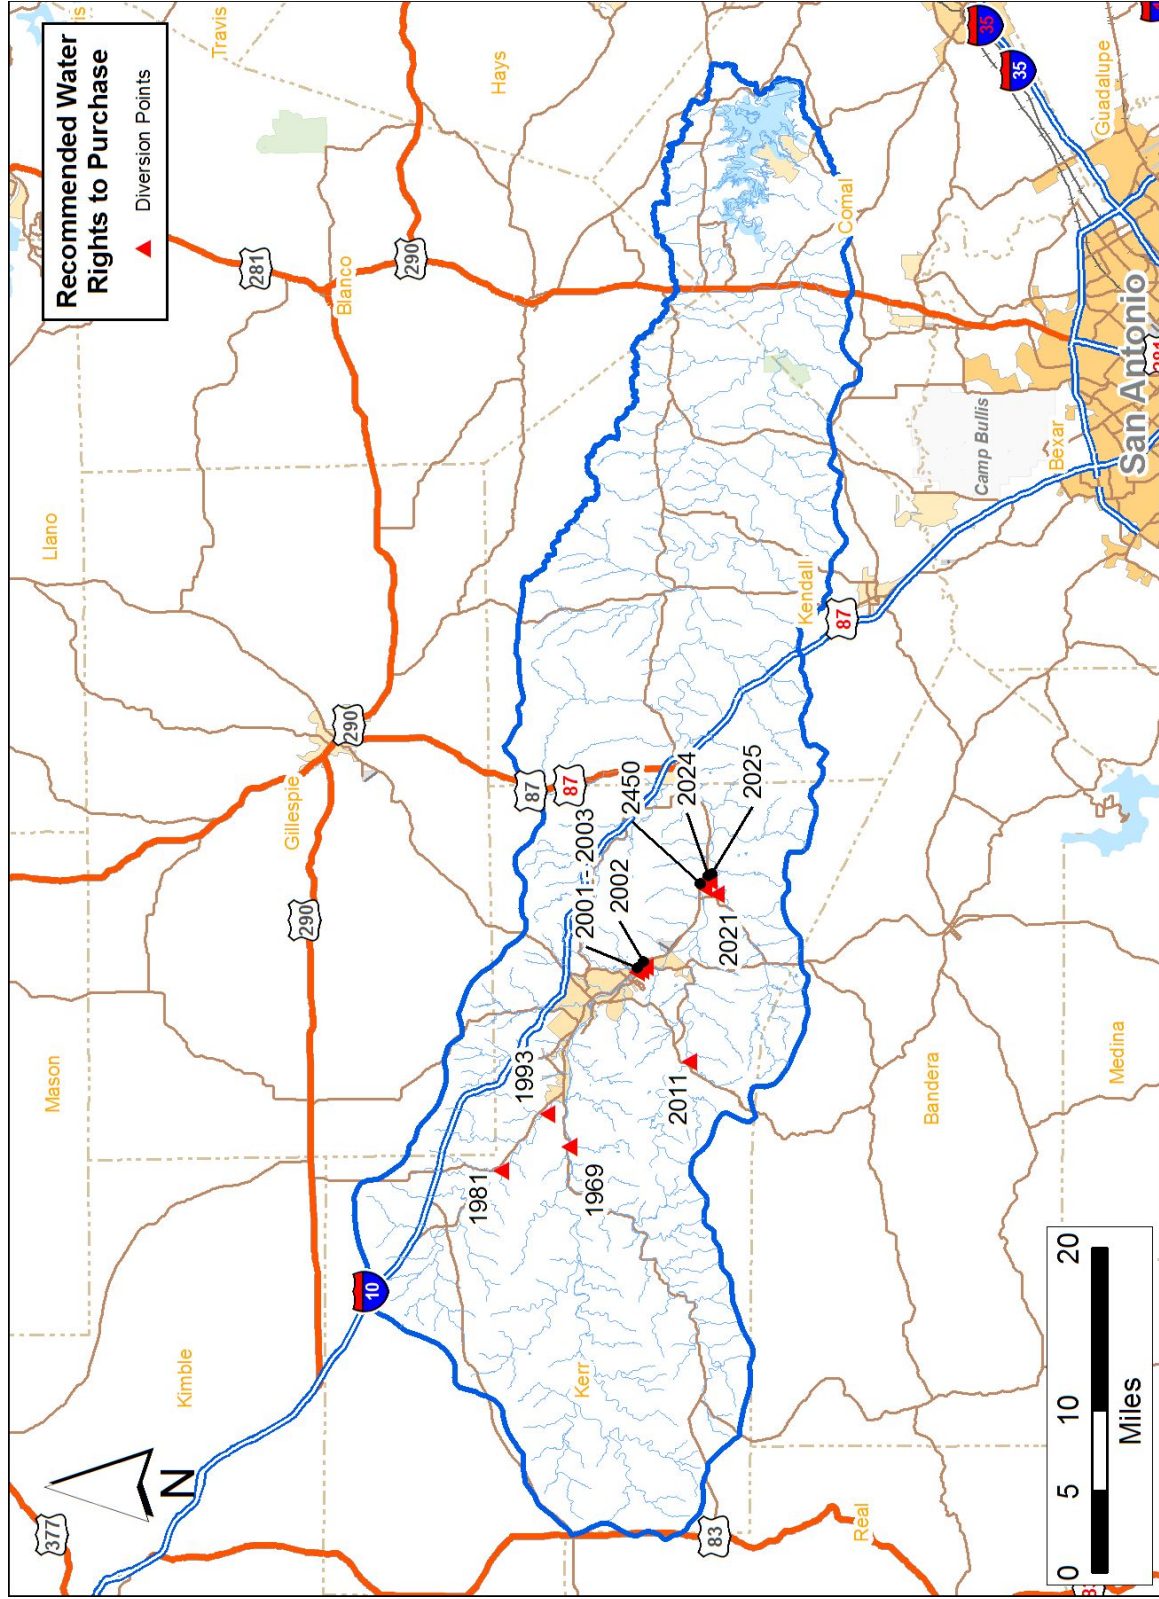 Recommended Water
Rights to Purchase
Diversion Points
N
377
Kimble
Mason
Llano
Travis
Hays
281
Blanco
290
290
290
Gillespie
10
87
87
2001 - 2003
2002
2450
2024
2025
2021
1993
1981
1969
2011
Kerr
Kendall
87
Comal
35
35
Guadalupe
Camp Bullis
Bexar
San Antonio
83
Real
Bandera
Medina
0 5 10 20
Miles